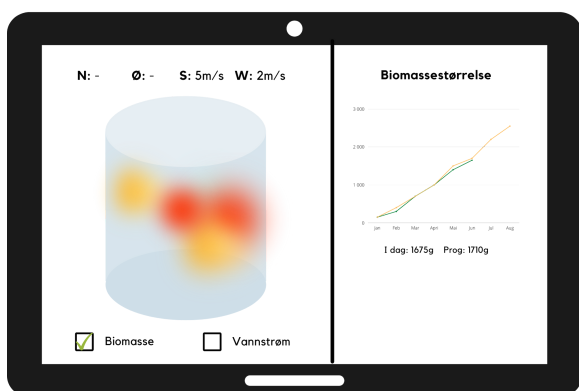 N: - Ø: - S: 5m/s W: 2m/s
Biomasse
Vannstrøm
Biomassestørrelse
3 000
2 000
1 000
0
Jan Feb Mar Apr Mai Jun Jul Aug
I dag: 1675g Prog: 1710g